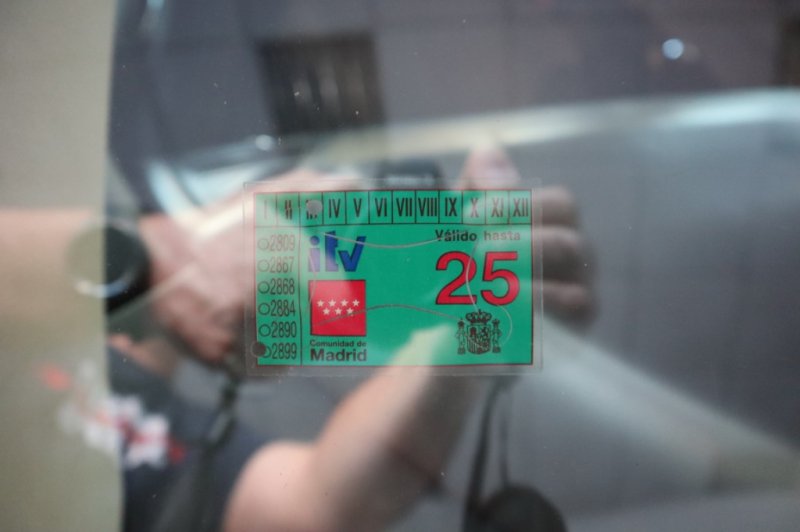 I II III IV V VI VII VIII IX X XI XII
2809
2867
2868
2884
2890
2899
itv
Comunidad de
Madrid
Válido hasta
25